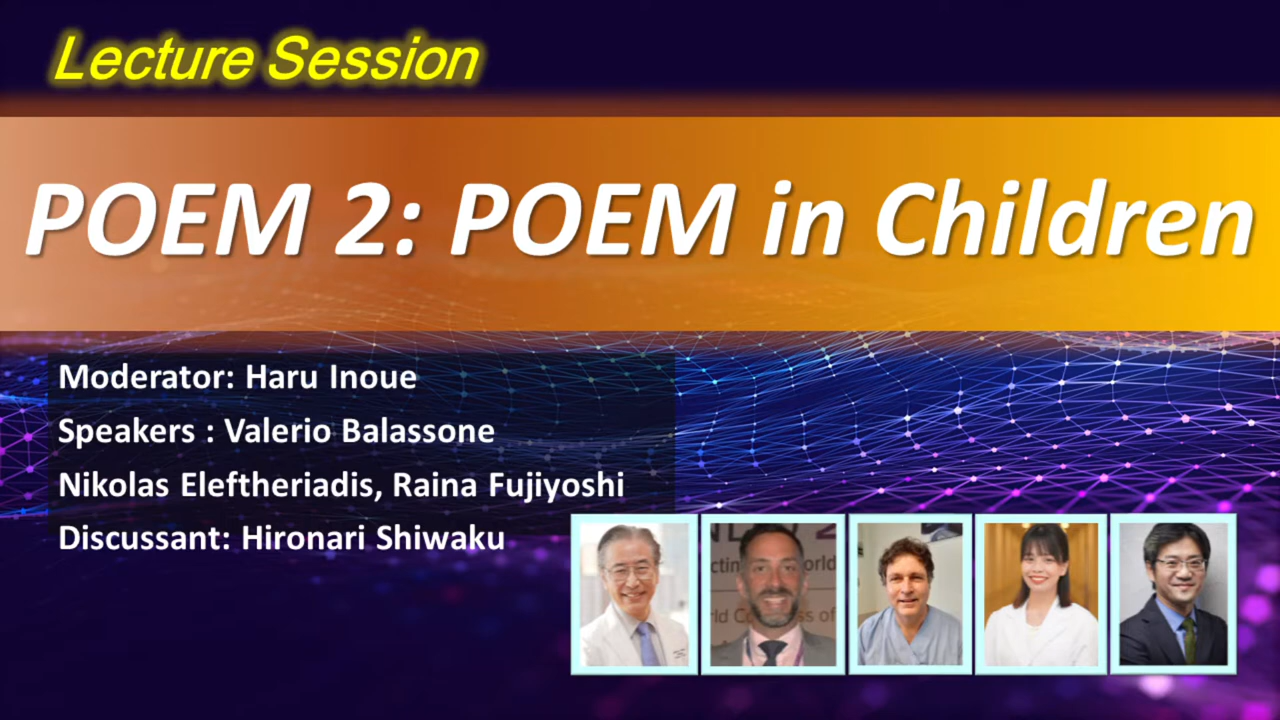 Lecture Session
POEM 2: POEM in Children
Moderator: Haru Inoue
Speakers : Valerio Balassone
Nikolas Eleftheriadis, Raina Fujiyoshi
Discussant: Hironari Shiwaku